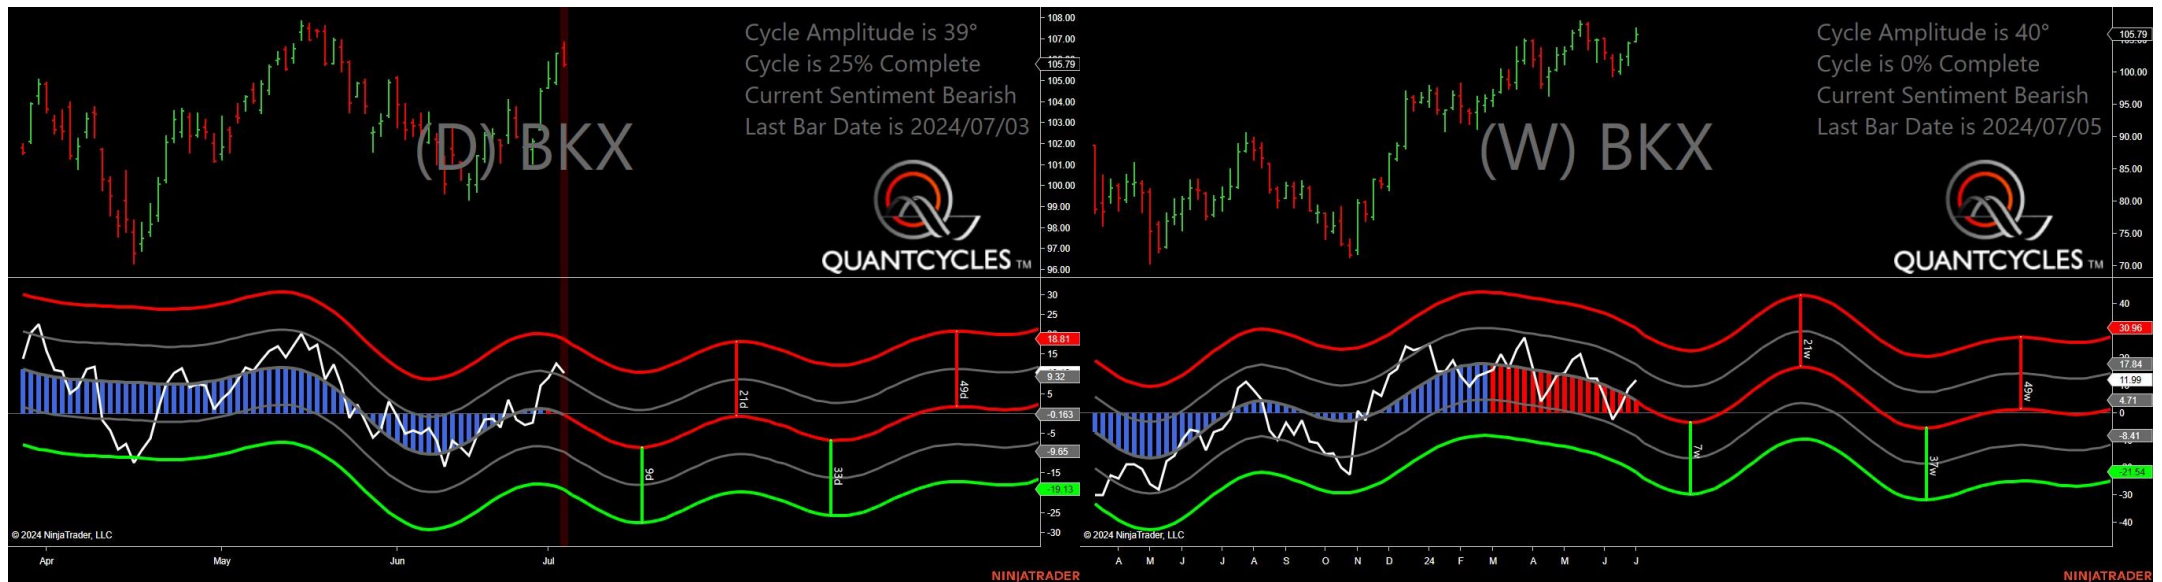 Cycle Amplitude is 39°
Cycle is 25% Complete
Current Sentiment Bearish
Last Bar Date is 2024/07/03
(D) BKX
QUANTCYCLES TM
108.00
107.00
105.79
105.00
104.00
103.00
102.00
101.00
100.00
99.00
98.00
97.00
96.00
30
25
18.81
15
9.32
5
-0.163
-5
-9.65
-15
-19.13
-25
-30
9d
21d
33d
49d
© 2024 NinjaTrader, LLC
Apr
May
Jun
Jul
NINJATRADER
Cycle Amplitude is 40°
Cycle is 0% Complete
Current Sentiment Bearish
Last Bar Date is 2024/07/05
(W) BKX
QUANTCYCLES TM
105.79
100.00
95.00
90.00
85.00
80.00
75.00
70.00
40
30.96
17.84
11.99
4.71
0
-8.41
-21.54
-30
-40
7w
21w
37w
49w
© 2024 NinjaTrader, LLC
A M J J A S O N D 24 F M A M J J
NINJATRADER